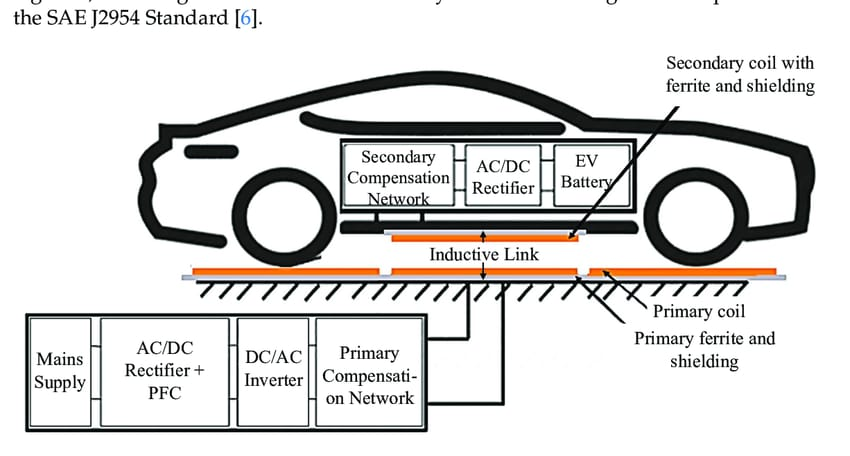 the SAE J2954 Standard [6].
Secondary coil with
ferrite and shielding
Secondary
Compensation
Network
AC/DC
Rectifier
EV
Battery
Inductive Link
Primary coil
Primary ferrite and
shielding
Mains
Supply
AC/DC
Rectifier +
PFC
DC/AC
Inverter
Primary
Compensati-
on Network